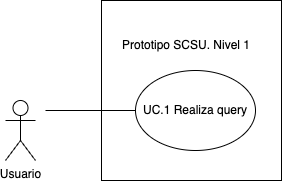 Prototipo SCSU. Nivel 1
UC.1 Realiza query
Usuario